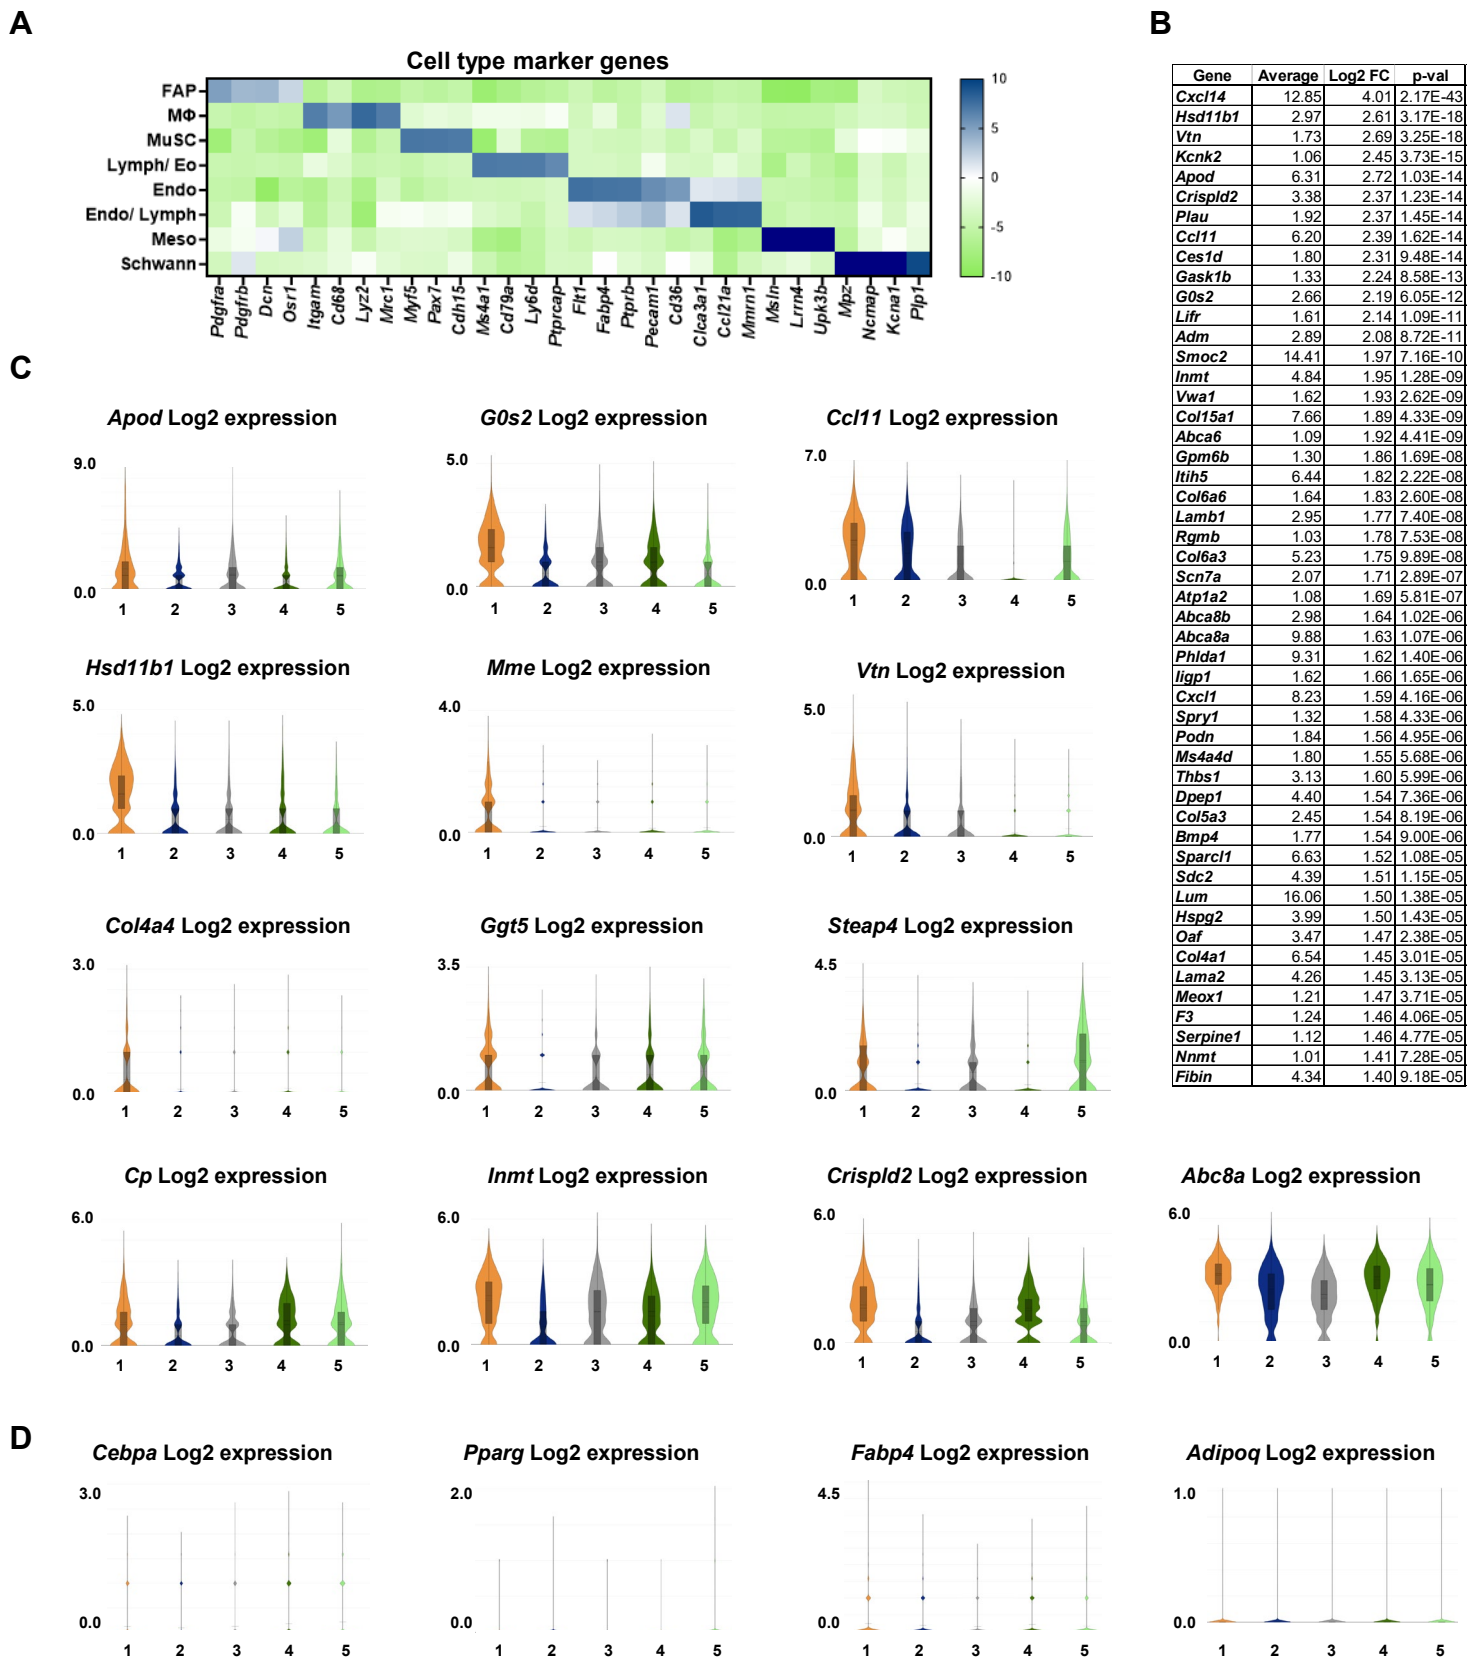 A
Cell type marker genes
FAP
MΦ
MuSC
Lymph/ Eo
Endo
Endo/ Lymph
Meso
Schwann
10
5
0
-5
-10
Pdgfra Pdgfrb Dcn Osr1 Itgam Cd68 Lyz2 Mrc1 Myf5 Pax7 Cdh15 Ms4a1 Cd79a Ly6d Ptprcap Flt1 Fabp4 Ptprb Pecam1 Cd36 Clca3a1 Ccl21a Mmrn1 Msln Lrrn4 Upk3b Mpz Ncmap Kcna1 Plp1
B
Gene Average Log2 FC p-val
Cxcl14 12.85 4.01 2.17E-43
Hsd11b1 2.97 2.61 3.17E-18
Vtn 1.73 2.69 3.25E-18
Kcnk2 1.06 2.45 3.73E-15
Apod 6.31 2.72 1.03E-14
Crispld2 3.38 2.37 1.23E-14
Plau 1.92 2.37 1.45E-14
Ccl11 6.20 2.39 1.62E-14
Ces1d 1.80 2.31 9.48E-14
Gask1b 1.33 2.24 8.58E-13
G0s2 2.66 2.19 6.05E-12
Lifr 1.61 2.14 1.09E-11
Adm 2.89 2.08 8.72E-11
Smoc2 14.41 1.97 7.16E-10
Inmt 4.84 1.95 1.28E-09
Vwa1 1.62 1.93 2.62E-09
Col15a1 7.66 1.89 4.33E-09
Abca6 1.09 1.92 4.41E-09
Gpm6b 1.30 1.86 1.69E-08
Itih5 6.44 1.82 2.22E-08
Col6a6 1.64 1.83 2.60E-08
Lamb1 2.95 1.77 7.40E-08
Rgmb 1.03 1.78 7.53E-08
Col6a3 5.23 1.75 9.89E-08
Scn7a 2.07 1.71 2.89E-07
Atp1a2 1.08 1.69 5.81E-07
Abca8b 2.98 1.64 1.02E-06
Abca8a 9.88 1.63 1.07E-06
Phlda1 9.31 1.62 1.40E-06
Iigp1 1.62 1.66 1.65E-06
Cxcl1 8.23 1.59 4.16E-06
Spry1 1.32 1.58 4.33E-06
Podn 1.84 1.56 4.95E-06
Ms4a4d 1.80 1.55 5.68E-06
Thbs1 3.13 1.60 5.99E-06
Dpep1 4.40 1.54 7.36E-06
Col5a3 2.45 1.54 8.19E-06
Bmp4 1.77 1.54 9.00E-06
Sparcl1 6.63 1.52 1.08E-05
Sdc2 4.39 1.51 1.15E-05
Lum 16.06 1.50 1.38E-05
Hspg2 3.99 1.50 1.43E-05
Oaf 3.47 1.47 2.38E-05
Col4a1 6.54 1.45 3.01E-05
Lama2 4.26 1.45 3.13E-05
Meox1 1.21 1.47 3.71E-05
F3 1.24 1.46 4.06E-05
Serpine1 1.12 1.46 4.77E-05
Nnmt 1.01 1.41 7.28E-05
Fibin 4.34 1.40 9.18E-05
C
Apod Log2 expression
9.0
0.0
1 2 3 4 5
G0s2 Log2 expression
5.0
0.0
1 2 3 4 5
Ccl11 Log2 expression
7.0
0.0
1 2 3 4 5
Hsd11b1 Log2 expression
5.0
0.0
1 2 3 4 5
Mme Log2 expression
4.0
0.0
1 2 3 4 5
Vtn Log2 expression
5.0
0.0
1 2 3 4 5
Col4a4 Log2 expression
3.0
0.0
1 2 3 4 5
Ggt5 Log2 expression
3.5
0.0
1 2 3 4 5
Steap4 Log2 expression
4.5
0.0
1 2 3 4 5
Cp Log2 expression
6.0
0.0
1 2 3 4 5
Inmt Log2 expression
6.0
0.0
1 2 3 4 5
Crispld2 Log2 expression
6.0
0.0
1 2 3 4 5
Abc8a Log2 expression
6.0
0.0
1 2 3 4 5
D
Cebpa Log2 expression
3.0
0.0
1 2 3 4 5
Pparg Log2 expression
2.0
0.0
1 2 3 4 5
Fabp4 Log2 expression
4.5
0.0
1 2 3 4 5
Adipoq Log2 expression
1.0
0.0
1 2 3 4 5